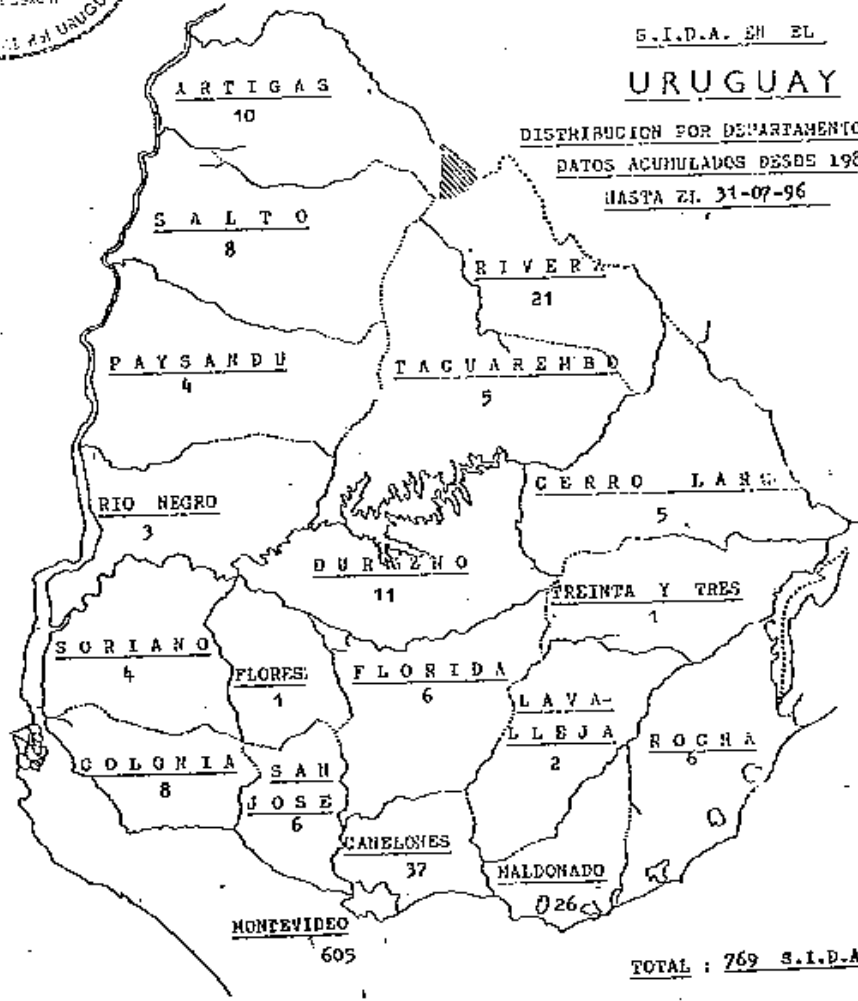 URUGU
S.I.D.A. EN EL
URUGUAY
DISTRIBUCION POR DEPARTAMENTO
DATOS ACUMULADOS DESDE 198
HASTA EL 31-07-96
ARTIGAS
10
SALTO
8
RIVERA
21
PAYSANDU
4
TACUAREMBO
5
CERRO LARG
5
RIO NEGRO
3
DURAZNO
11
TREINTA Y TRES
1
SORIANO
4
FLORES
1
FLORIDA
6
LAVA-
LLEJA
2
ROCHA
6
COLONIA
8
SAN
JOSE
6
CANELONES
37
MALDONADO
26
MONTEVIDEO
605
TOTAL : 769 S.I.D.A